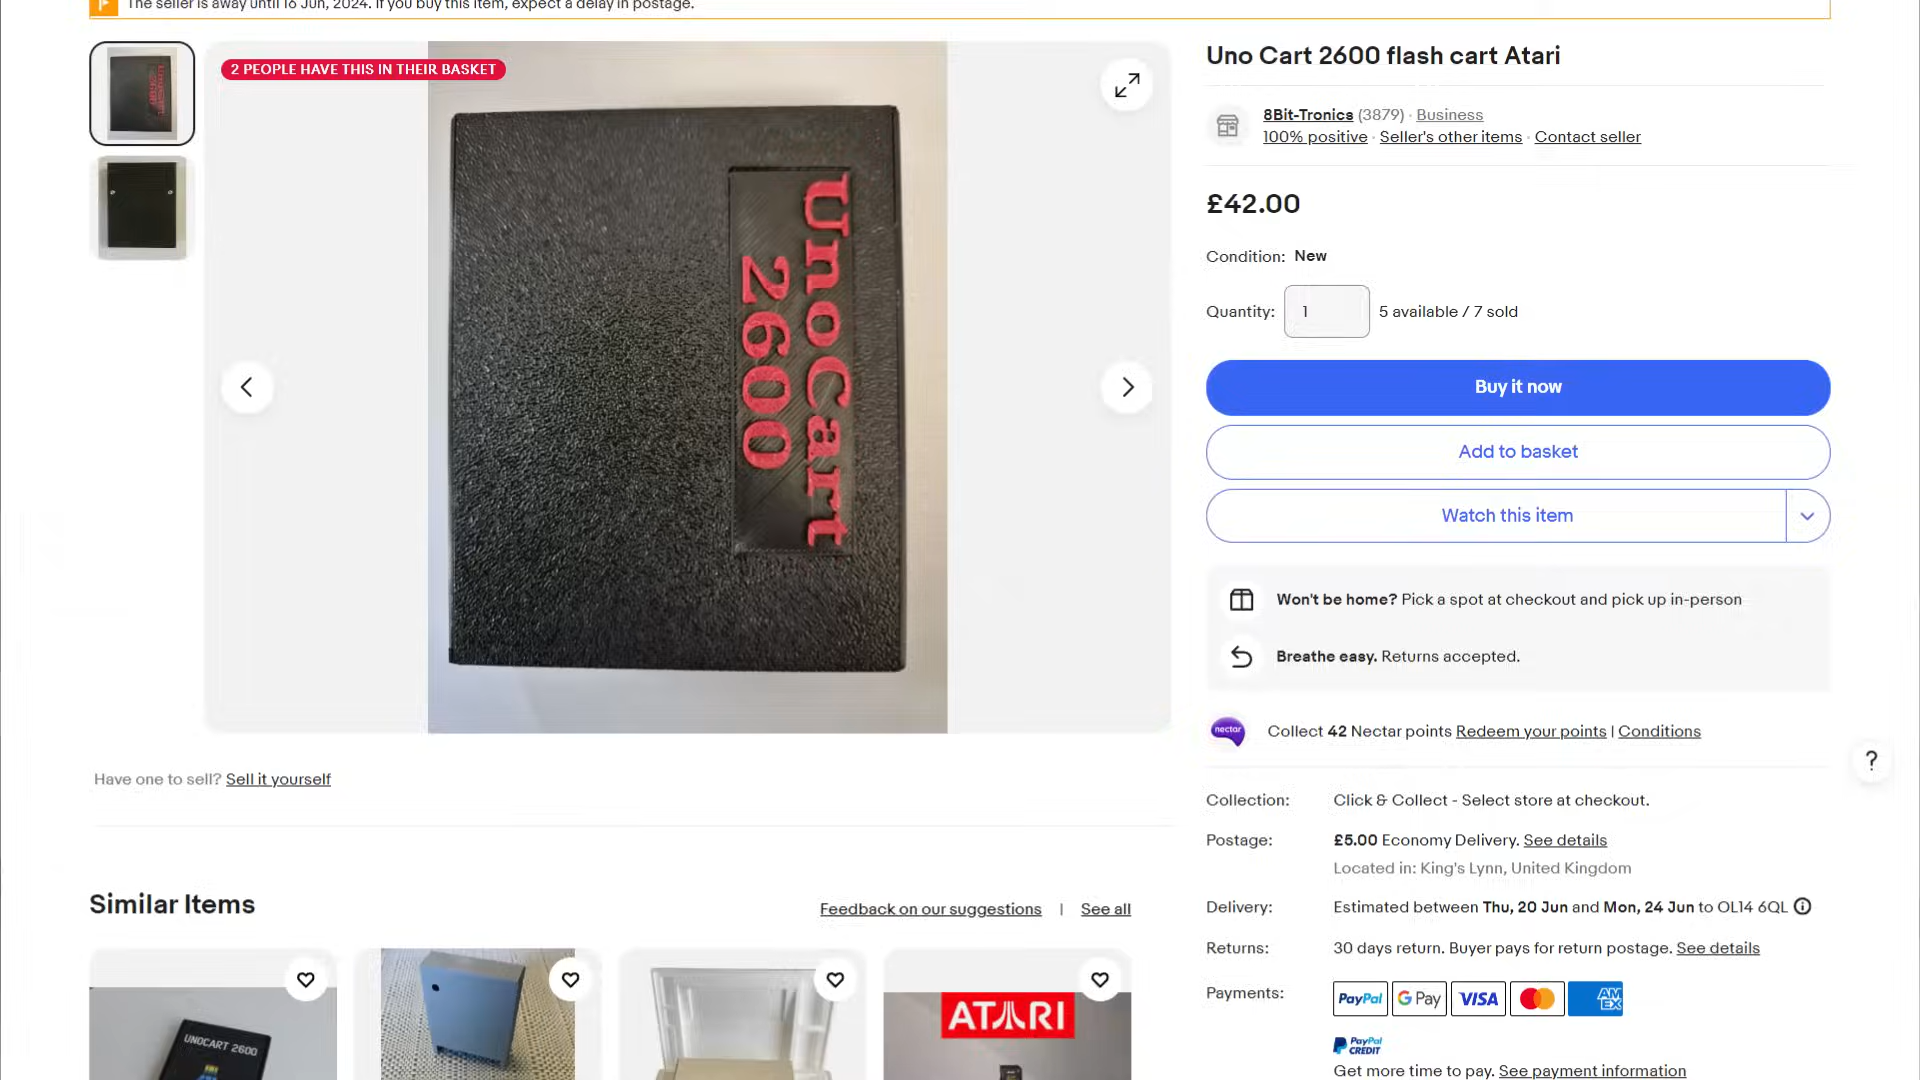 The seller is away until 16 Jun, 2024. If you buy this item, expect a delay in postage.
2 PEOPLE HAVE THIS IN THEIR BASKET
UnoCart
2600
Uno Cart 2600 flash cart Atari
8Bit-Tronics (3879) · Business
100% positive · Seller's other items · Contact seller
£42.00
Condition: New
Quantity: 1 5 available / 7 sold
Buy it now
Add to basket
Watch this item
Won't be home? Pick a spot at checkout and pick up in-person
Breathe easy. Returns accepted.
nectar Collect 42 Nectar points Redeem your points | Conditions
Have one to sell? Sell it yourself
?
Collection: Click & Collect - Select store at checkout.
Postage: £5.00 Economy Delivery. See details
Located in: King's Lynn, United Kingdom
Delivery: Estimated between Thu, 20 Jun and Mon, 24 Jun to OL14 6QL
Returns: 30 days return. Buyer pays for return postage. See details
Payments: PayPal G Pay VISA AM EX
PayPal CREDIT
Get more time to pay. See payment information
Similar Items
Feedback on our suggestions | See all
UNOCART 2600
ATARI